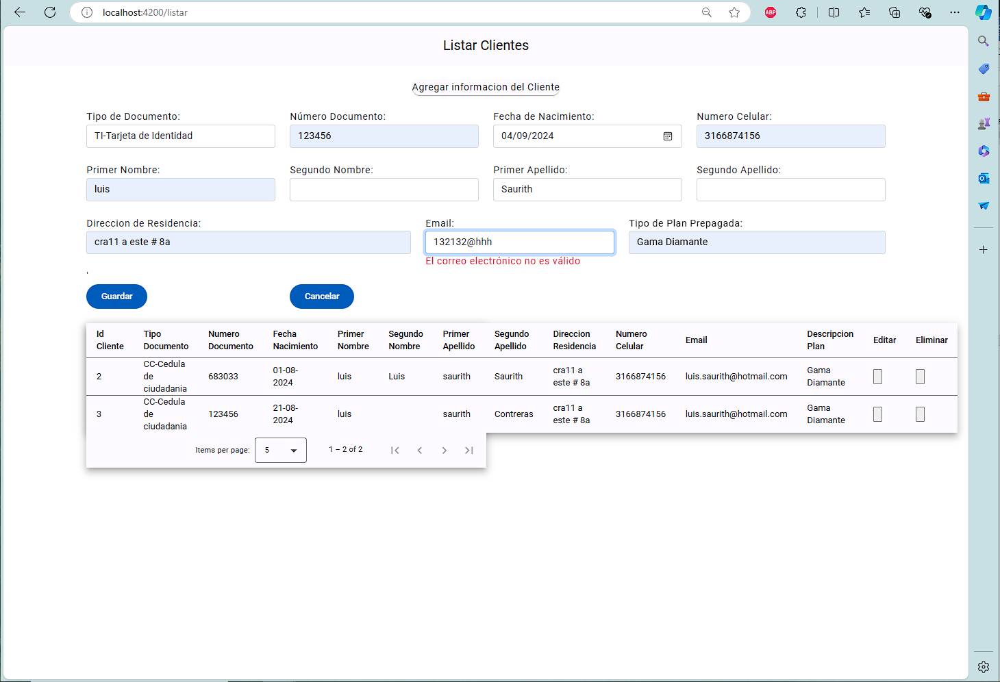 localhost:4200/listar
ABP
Listar Clientes
Agregar informacion del Cliente
Tipo de Documento: Número Documento: Fecha de Nacimiento: Numero Celular:
TI-Tarjeta de Identidad 123456 04/09/2024 3166874156
Primer Nombre: Segundo Nombre: Primer Apellido: Segundo Apellido:
luis Saurith
Direccion de Residencia: Email: Tipo de Plan Prepagada:
cra11 a este # 8a 132132@hhh Gama Diamante
El correo electrónico no es válido
'
Guardar Cancelar
Id Cliente Tipo Documento Numero Documento Fecha Nacimiento Primer Nombre Segundo Nombre Primer Apellido Segundo Apellido Direccion Residencia Numero Celular Email Descripcion Plan Editar Eliminar
2 CC-Cedula de ciudadania 683033 01-08-2024 luis Luis saurith Saurith cra11 a este # 8a 3166874156 luis.saurith@hotmail.com Gama Diamante
3 CC-Cedula de ciudadania 123456 21-08-2024 luis saurith Contreras cra11 a este # 8a 3166874156 luis.saurith@hotmail.com Gama Diamante
Items per page: 5 1 – 2 of 2